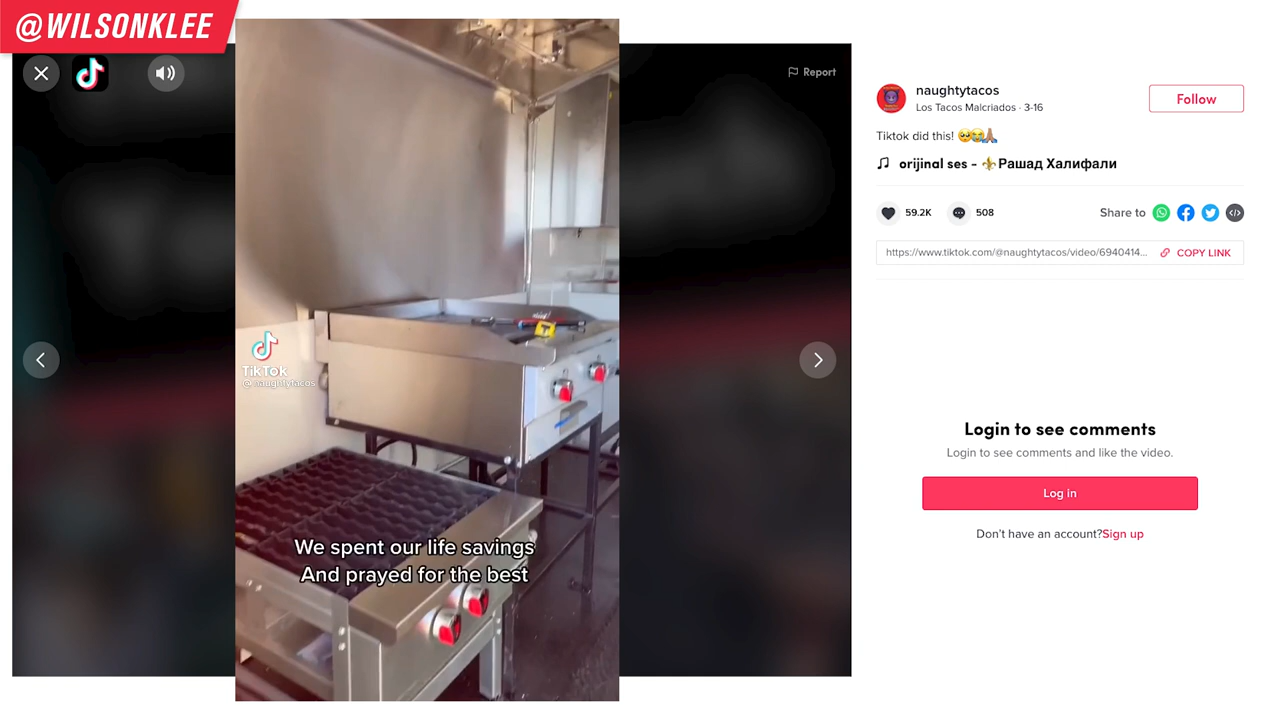 @WILSONKLEE
Report
TikTok
@naughtytacos
We spent our life savings
And prayed for the best
naughtytacos
Los Tacos Malcriados · 3-16
Follow
Tiktok did this! 🥺😭🙏🏽
orijinal ses - ⚜️Рашад Халифали
59.2K
508
Share to
https://www.tiktok.com/@naughtytacos/video/6940414...
COPY LINK
Login to see comments
Login to see comments and like the video.
Log in
Don't have an account?Sign up